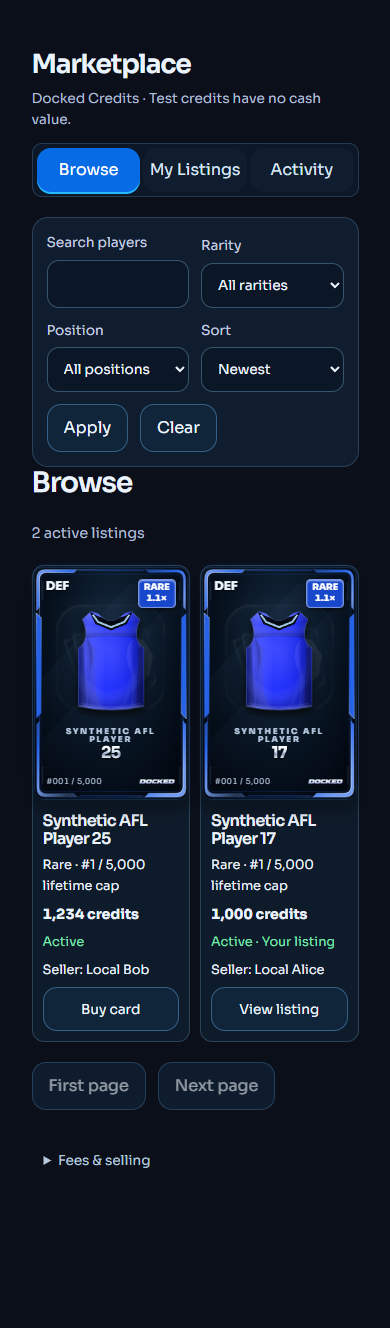 Marketplace
Docked Credits · Test credits have no cash
value.
Browse
My Listings
Activity
Search players
Rarity
All rarities
Position
Sort
All positions
Newest
Apply
Clear
Browse
2 active listings
DEF
RARE
1.1×
SYNTHETIC AFL
PLAYER
25
#001 / 5,000
DOCKED
Synthetic AFL
Player 25
Rare · #1 / 5,000
lifetime cap
1,234 credits
Active
Seller: Local Bob
Buy card
DEF
RARE
1.1×
SYNTHETIC AFL
PLAYER
17
#001 / 5,000
DOCKED
Synthetic AFL
Player 17
Rare · #1 / 5,000
lifetime cap
1,000 credits
Active · Your listing
Seller: Local Alice
View listing
First page
Next page
Fees & selling